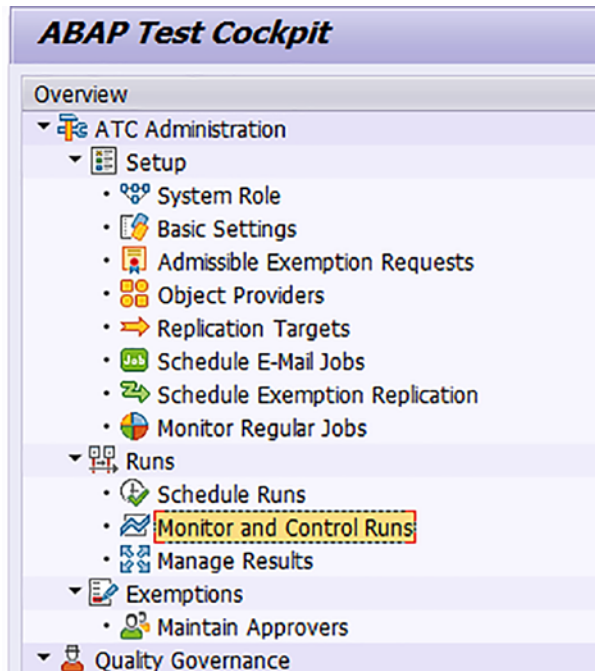 ABAP Test Cockpit
Overview
ATC Administration
Setup
System Role
Basic Settings
Admissible Exemption Requests
Object Providers
Replication Targets
Job Schedule E-Mail Jobs
Schedule Exemption Replication
Monitor Regular Jobs
Runs
Schedule Runs
Monitor and Control Runs
Manage Results
Exemptions
Maintain Approvers
Quality Governance